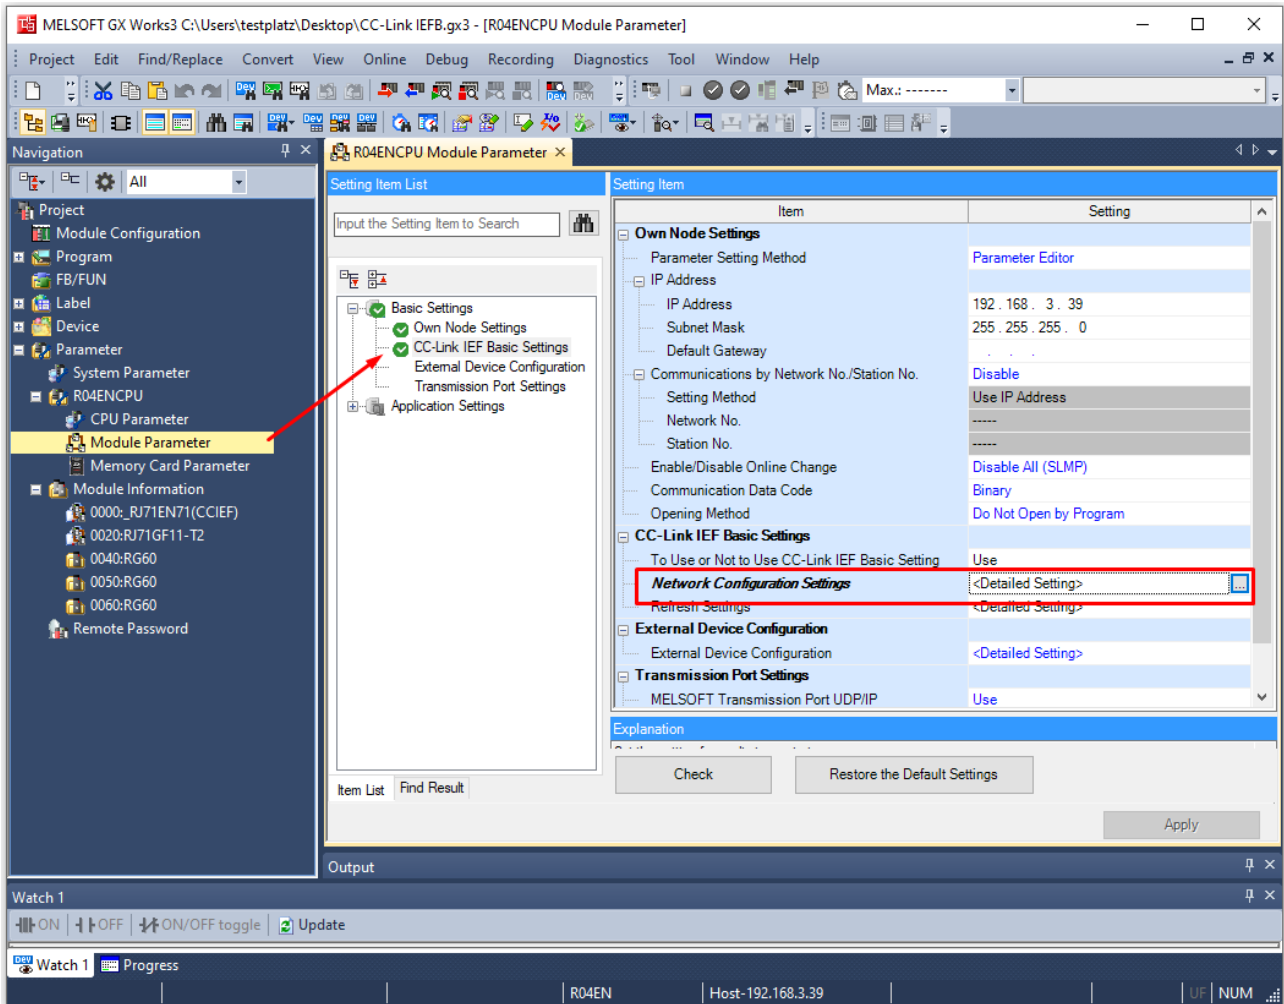 MELSOFT GX Works3 C:\Users\testplatz\Desktop\CC-Link IEFB.gx3 - [R04ENCPU Module Parameter]
Project Edit Find/Replace Convert View Online Debug Recording Diagnostics Tool Window Help
Max.: -------
Navigation
All
Project
Module Configuration
Program
FB/FUN
Label
Device
Parameter
System Parameter
R04ENCPU
CPU Parameter
Module Parameter
Memory Card Parameter
Module Information
0000:_RJ71EN71(CCIEF)
0020:RJ71GF11-T2
0040:RG60
0050:RG60
0060:RG60
Remote Password
R04ENCPU Module Parameter
Setting Item List
Input the Setting Item to Search
Basic Settings
Own Node Settings
CC-Link IEF Basic Settings
External Device Configuration
Transmission Port Settings
Application Settings
Item List Find Result
Setting Item
Item Setting
Own Node Settings
Parameter Setting Method Parameter Editor
IP Address
IP Address 192 . 168 . 3 . 39
Subnet Mask 255 . 255 . 255 . 0
Default Gateway . . .
Communications by Network No./Station No. Disable
Setting Method Use IP Address
Network No. -----
Station No. -----
Enable/Disable Online Change Disable All (SLMP)
Communication Data Code Binary
Opening Method Do Not Open by Program
CC-Link IEF Basic Settings
To Use or Not to Use CC-Link IEF Basic Setting Use
Network Configuration Settings <Detailed Setting> ...
Refresh Settings <Detailed Setting>
External Device Configuration
External Device Configuration <Detailed Setting>
Transmission Port Settings
MELSOFT Transmission Port UDP/IP Use
Explanation
Check Restore the Default Settings
Apply
Output
Watch 1
ON OFF ON/OFF toggle Update
Watch 1 Progress
R04EN Host-192.168.3.39 UF NUM